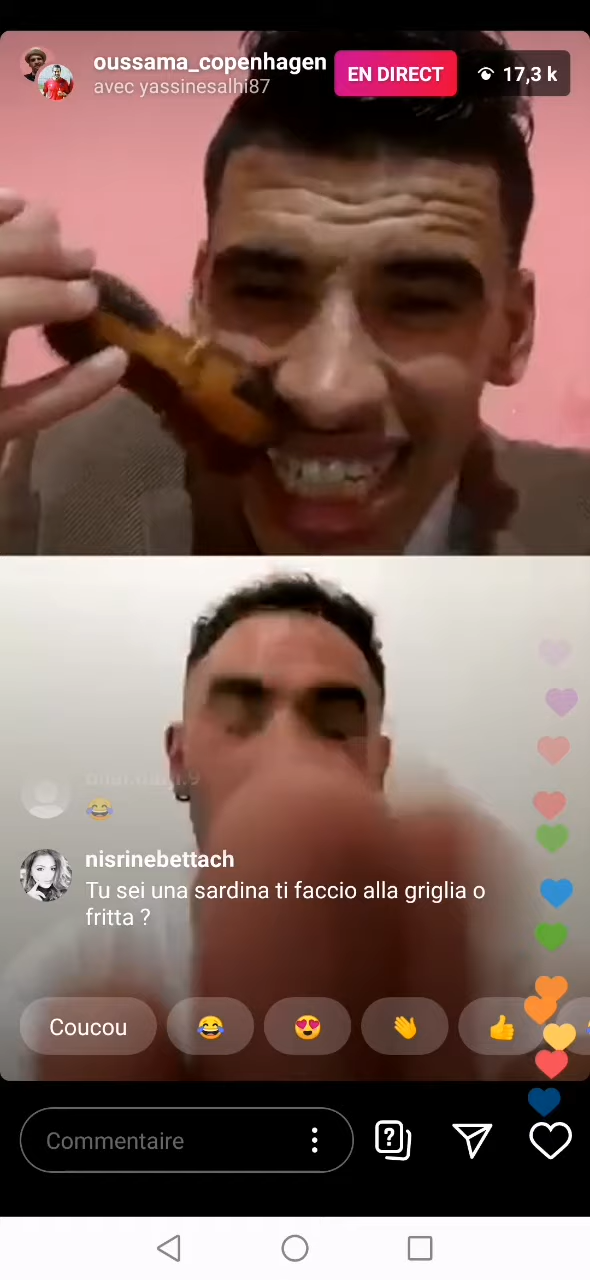 oussama_copenhagen
EN DIRECT
17,3 k
avec yassinesalhi87
nisrinebettach
Tu sei una sardina ti faccio alla griglia o
fritta ?
Coucou
Commentaire